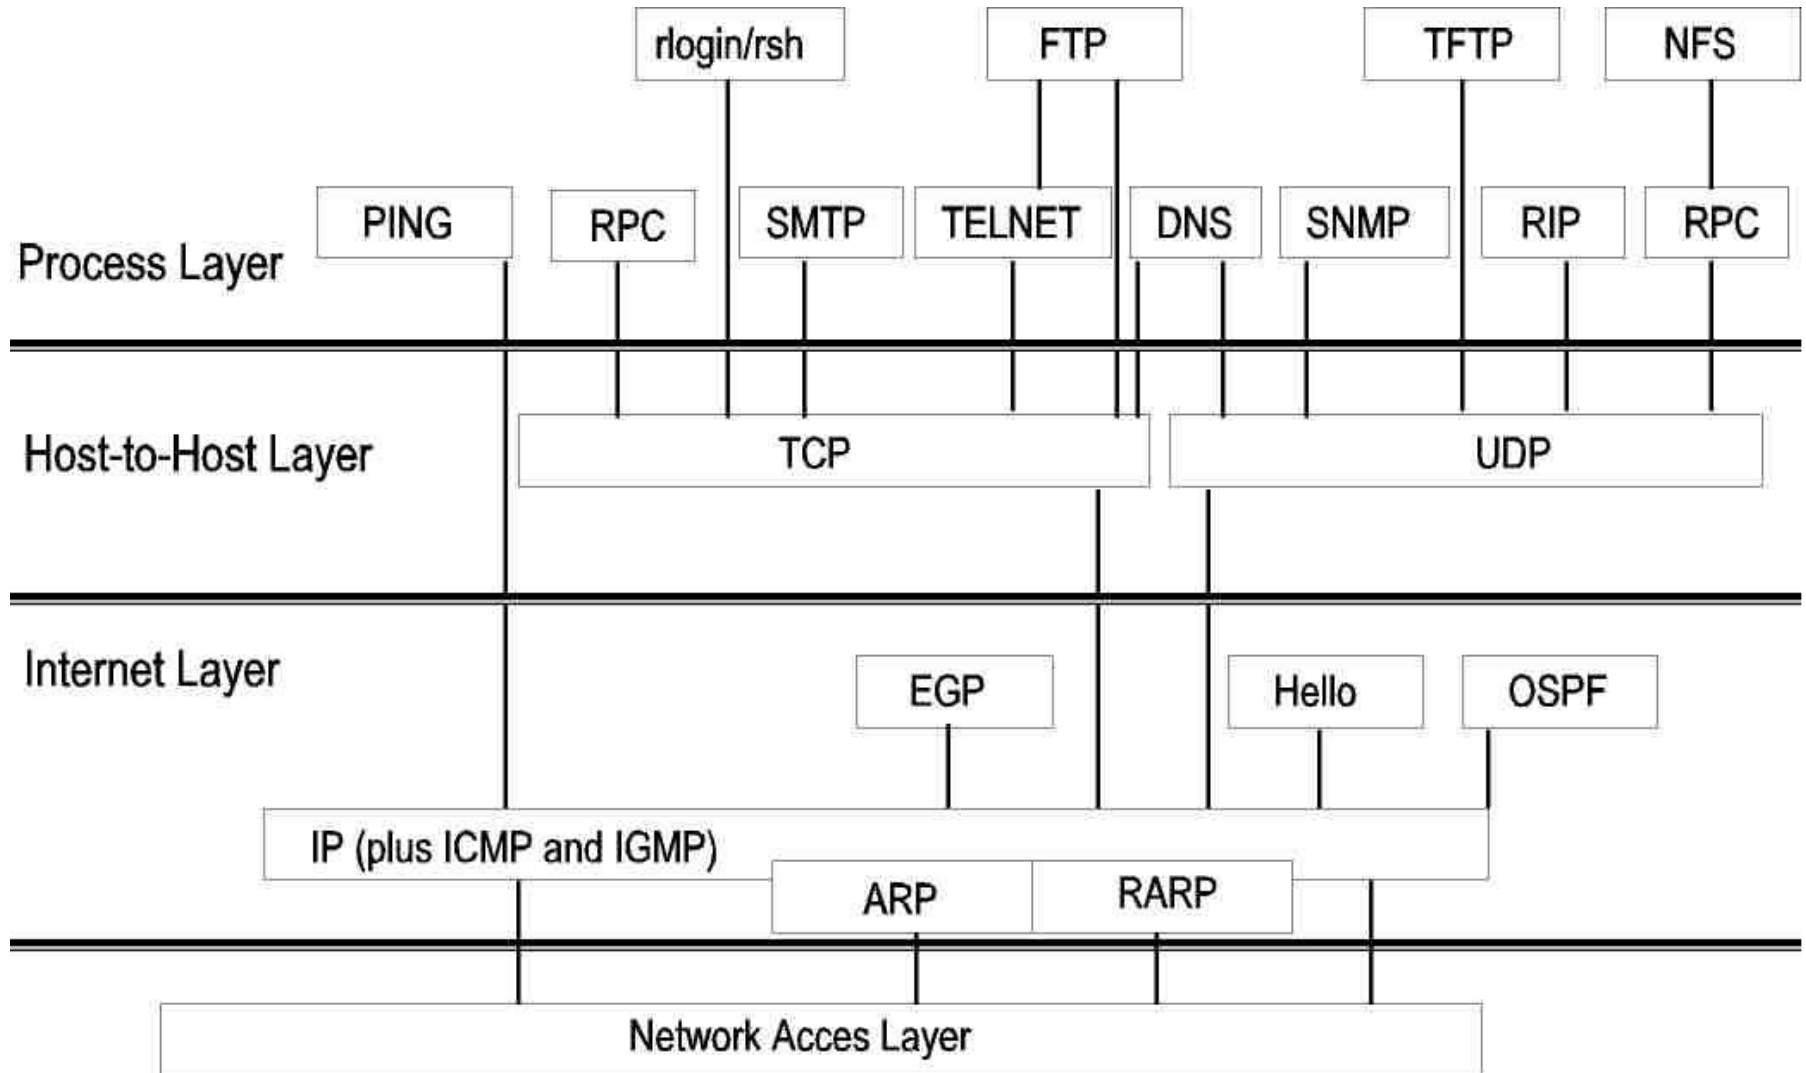 rlogin/rsh
FTP
TFTP
NFS
PING
RPC
SMTP
TELNET
DNS
SNMP
RIP
RPC
Process Layer
Host-to-Host Layer
TCP
UDP
Internet Layer
EGP
Hello
OSPF
IP (plus ICMP and IGMP)
ARP
RARP
Network Acces Layer